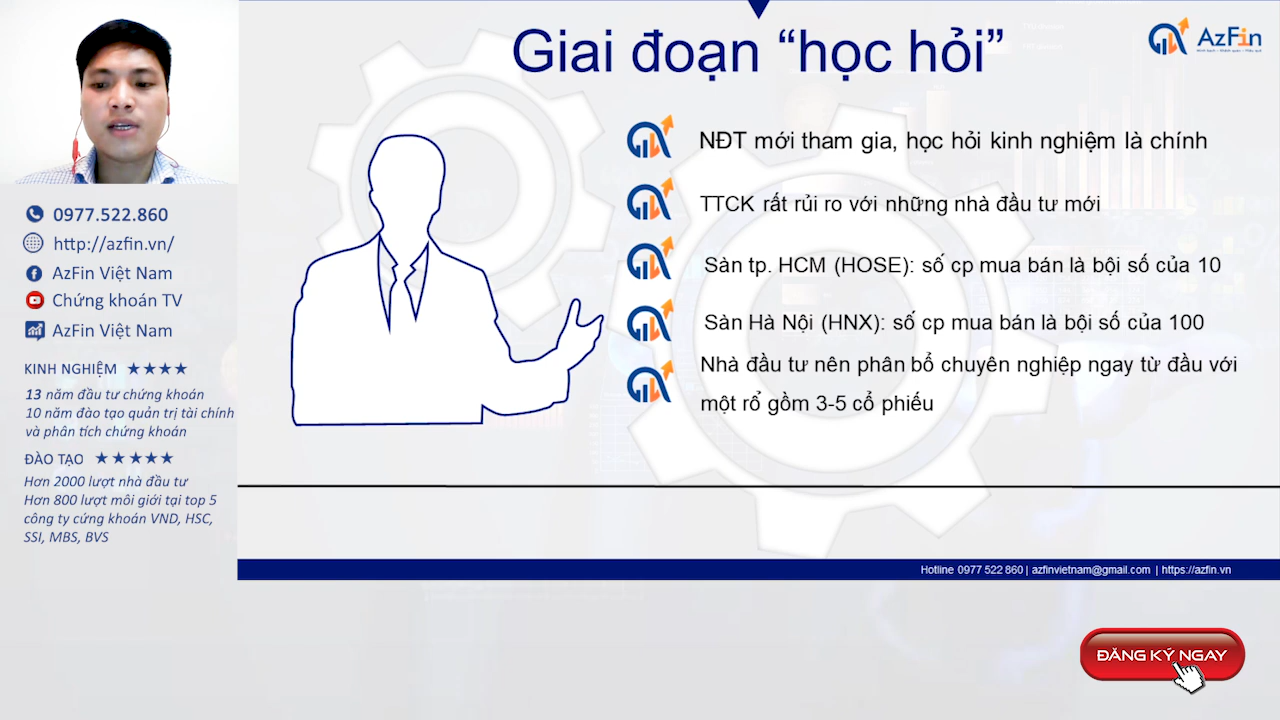 Giai đoạn “học hỏi”
AzFin
NĐT mới tham gia, học hỏi kinh nghiệm là chính
TTCK rất rủi ro với những nhà đầu tư mới
Sàn tp. HCM (HOSE): số cp mua bán là bội số của 10
Sàn Hà Nội (HNX): số cp mua bán là bội số của 100
Nhà đầu tư nên phân bổ chuyên nghiệp ngay từ đầu với
một rổ gồm 3-5 cổ phiếu
0977.522.860
http://azfin.vn/
AzFin Việt Nam
Chứng khoán TV
AzFin Việt Nam
KINH NGHIỆM ★★★★
13 năm đầu tư chứng khoán
10 năm đào tạo quản trị tài chính
và phân tích chứng khoán
ĐÀO TẠO ★★★★★
Hơn 2000 lượt nhà đầu tư
Hơn 800 lượt môi giới tại top 5
công ty cứng khoán VND, HSC,
SSI, MBS, BVS
Hotline 0977 522 860 | azfinvietnam@gmail.com | https://azfin.vn
ĐĂNG KÝ NGAY